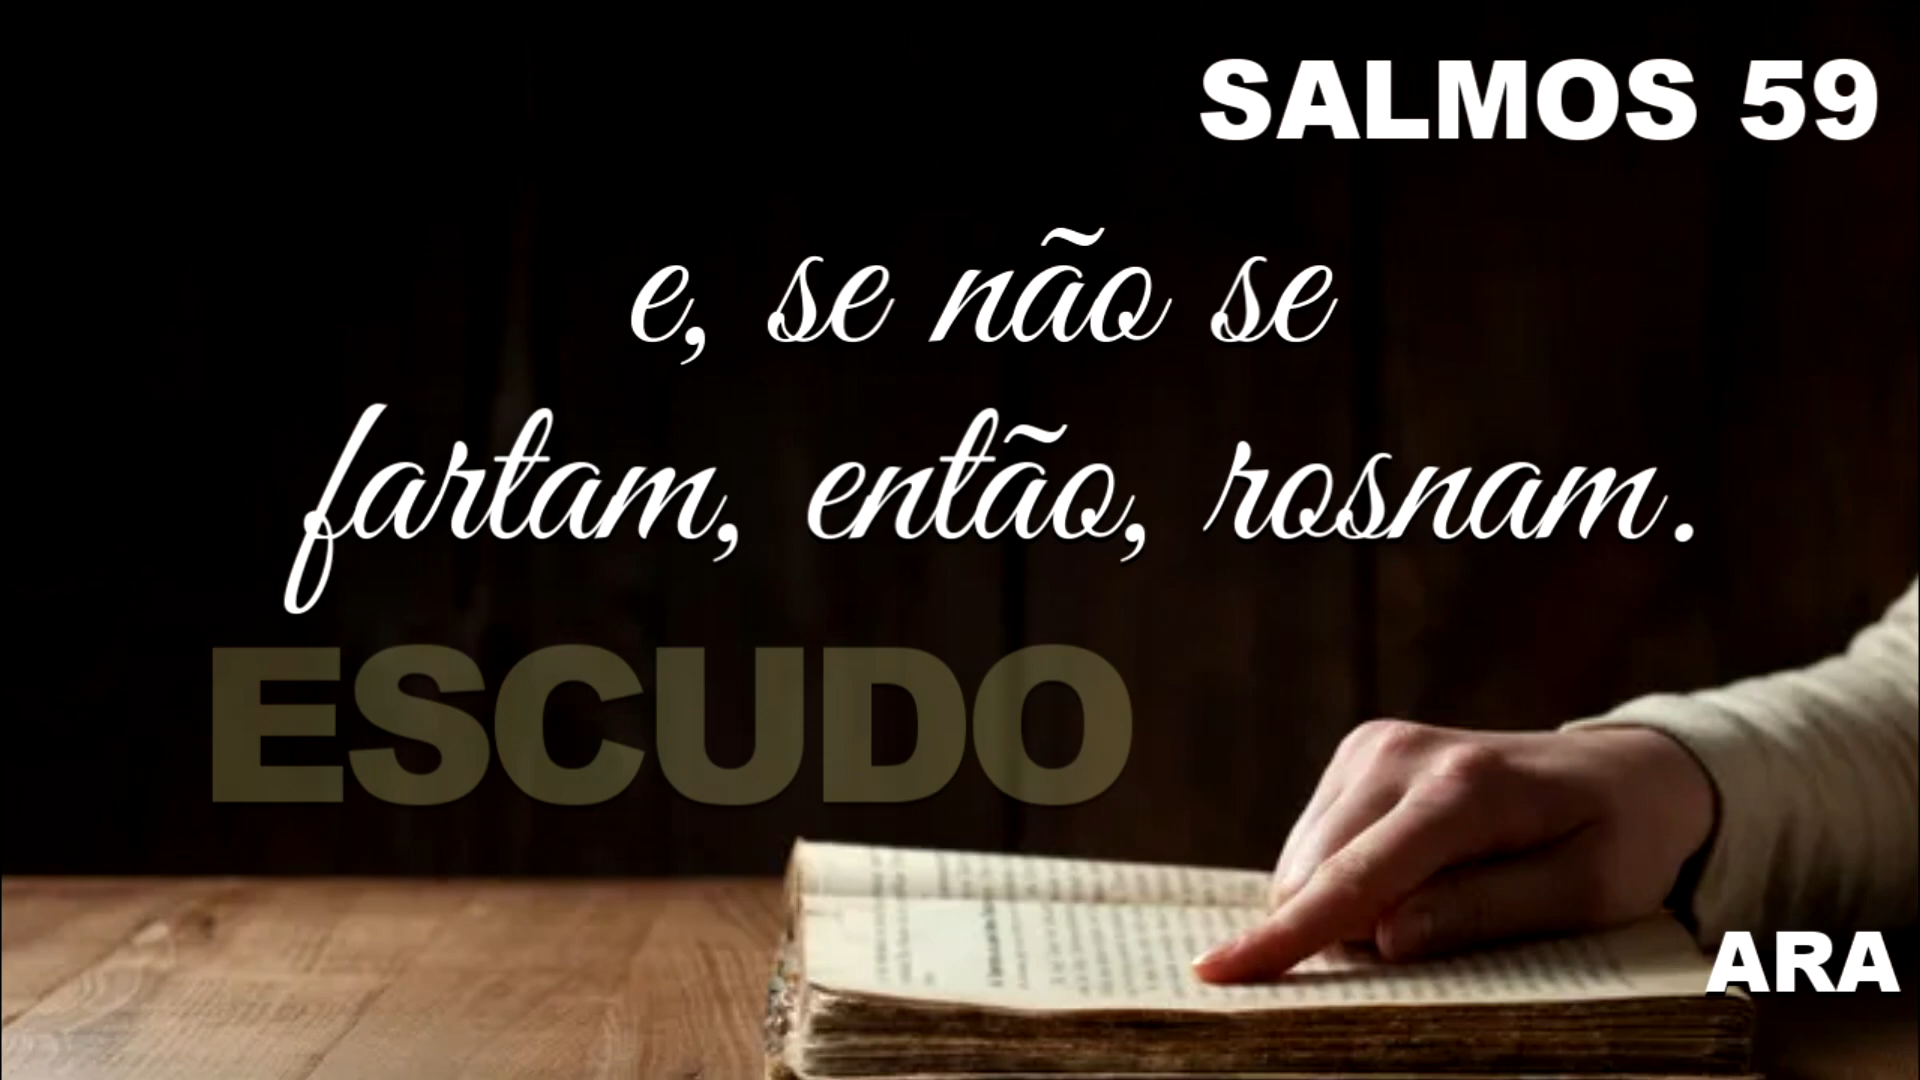 SALMOS 59
e, se não se
fartam, então, rosnam.
ESCUDO
ARA